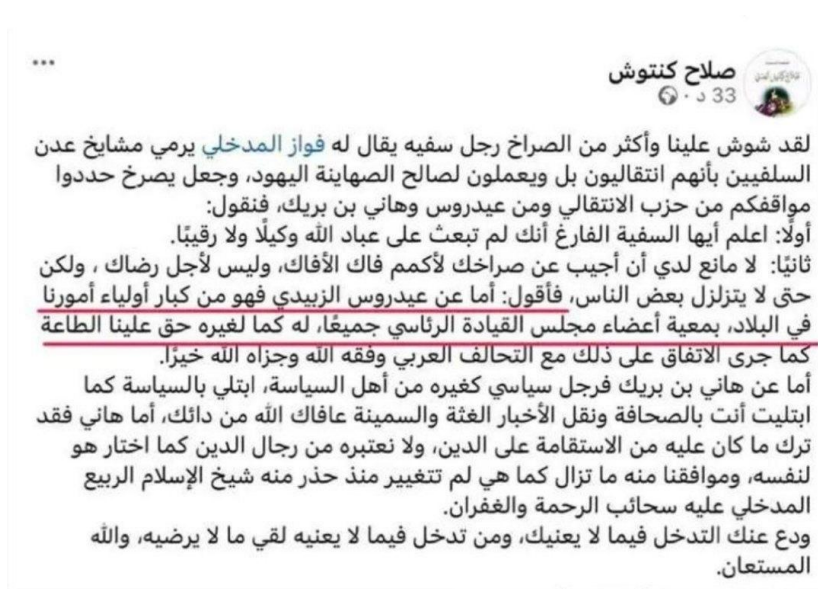 صلاح كنتوش
33 د ·
لقد شوش علينا وأكثر من الصراخ رجل سفيه يقال له فواز المدخلي يرمي مشايخ عدن
السلفيين بأنهم انتقاليون بل ويعملون لصالح الصهاينة اليهود، وجعل يصرخ حددوا
مواقفكم من حزب الانتقالي ومن عيدروس وهاني بن بريك، فنقول:
أولًا: اعلم أيها السفية الفارغ أنك لم تبعث على عباد الله وكيلًا ولا رقيبًا.
ثانيًا: لا مانع لدي أن أجيب عن صراخك لأكمم فاك الأفاك، وليس لأجل رضاك ، ولكن
حتى لا يتزلزل بعض الناس، فأقول: أما عن عيدروس الزبيدي فهو من كبار أولياء أمورنا
في البلاد، بمعية أعضاء مجلس القيادة الرئاسي جميعًا، له كما لغيره حق علينا الطاعة
كما جرى الاتفاق على ذلك مع التحالف العربي وفقه الله وجزاه الله خيرًا.
أما عن هاني بن بريك فرجل سياسي كغيره من أهل السياسة، ابتلي بالسياسة كما
ابتليت أنت بالصحافة ونقل الأخبار الغثة والسمينة عافاك الله من دائك، أما هاني فقد
ترك ما كان عليه من الاستقامة على الدين، ولا نعتبره من رجال الدين كما اختار هو
لنفسه، وموافقنا منه ما تزال كما هي لم تتغيير منذ حذر منه شيخ الإسلام الربيع
المدخلي عليه سحائب الرحمة والغفران.
ودع عنك التدخل فيما لا يعنيك، ومن تدخل فيما لا يعنيه لقي ما لا يرضيه، والله
المستعان.